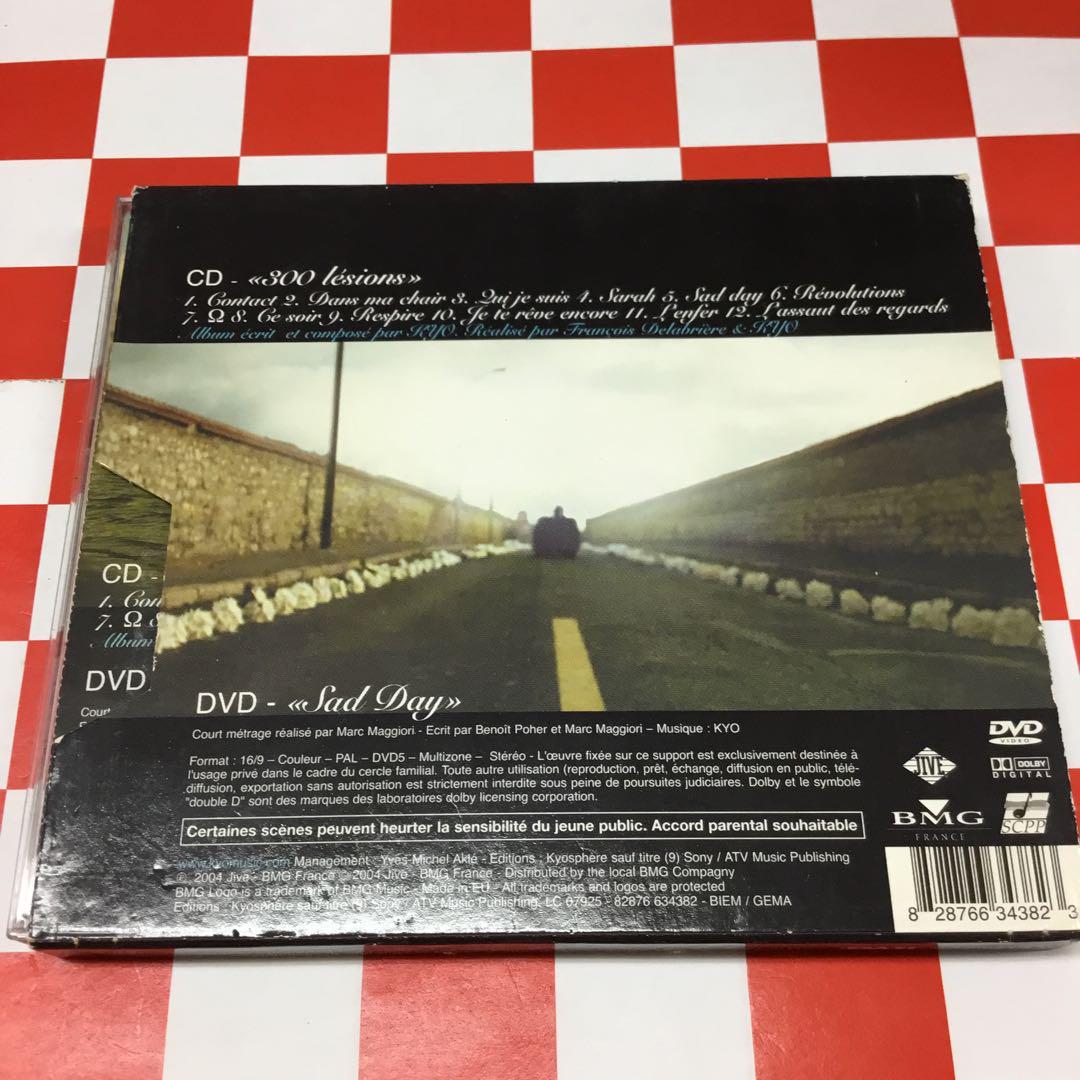 CD - «300 lésions»
1. Contact 2. Dans ma chair 3. Qui je suis 4. Sarah 5. Sad day 6. Révolutions
7. Ω 8. Ce soir 9. Respire 10. Je te rêve encore 11. L'enfer 12. L'assaut des regards
Album écrit et composé par KYO. Réalisé par François Delabrière & KYO
CD -
1. Con
7. Ω 8
Album
DVD
Court
DVD - «Sad Day»
Court métrage réalisé par Marc Maggiori - Ecrit par Benoît Poher et Marc Maggiori – Musique : KYO
Format : 16/9 – Couleur – PAL – DVD5 – Multizone – Stéréo - L'œuvre fixée sur ce support est exclusivement destinée à
l'usage privé dans le cadre du cercle familial. Toute autre utilisation (reproduction, prêt, échange, diffusion en public, télé-
diffusion, exportation sans autorisation est strictement interdite sous peine de poursuites judiciaires. Dolby et le symbole
"double D" sont des marques des laboratoires dolby licensing corporation.
Certaines scènes peuvent heurter la sensibilité du jeune public. Accord parental souhaitable
www.kyomusic.com Management : Yves-Michel Aklé - Editions : Kyosphère sauf titre (9) Sony / ATV Music Publishing
℗ 2004 Jive - BMG France © 2004 Jive - BMG France - Distributed by the local BMG Compagny
BMG Logo is a trademark of BMG Music - Made in EU - All trademarks and logos are protected
Editions : Kyosphère sauf titre (9) Sony / ATV Music Publishing, LC 07925 - 82876 634382 - BIEM / GEMA
DVD
VIDEO
JIVE
DOLBY
DIGITAL
BMG
FRANCE
SCPP
8 28766 34382 3